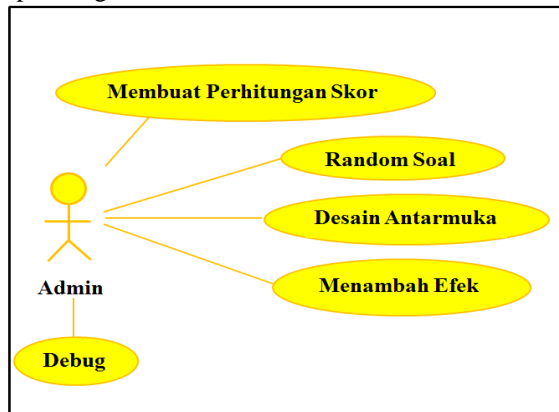 Membuat Perhitungan Skor
Random Soal
Desain Antarmuka
Menambah Efek
Admin
Debug